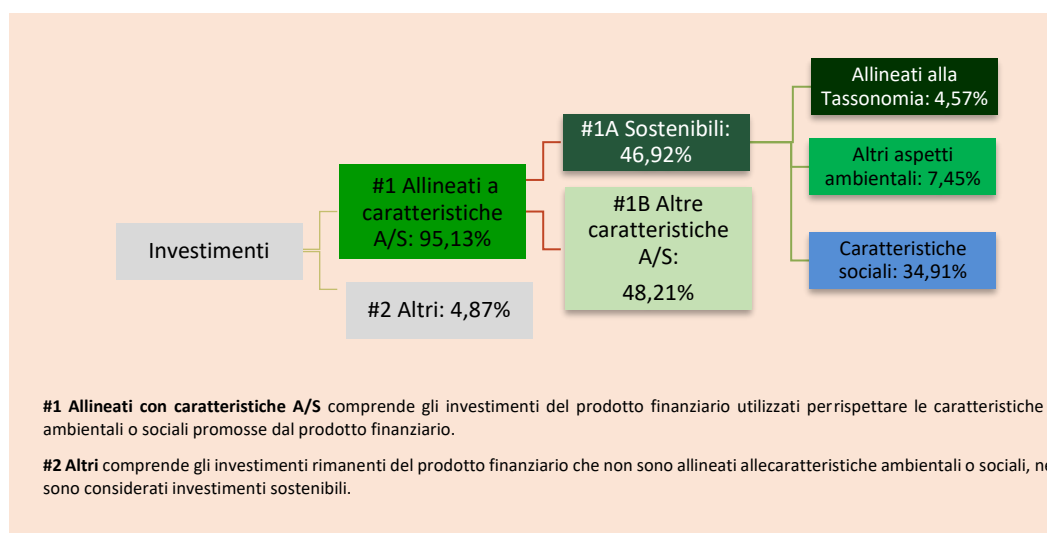 Investimenti
#1 Allineati a
caratteristiche
A/S: 95,13%
#2 Altri: 4,87%
#1A Sostenibili:
46,92%
#1B Altre
caratteristiche
A/S:
48,21%
Allineati alla
Tassonomia: 4,57%
Altri aspetti
ambientali: 7,45%
Caratteristiche
sociali: 34,91%
#1 Allineati con caratteristiche A/S comprende gli investimenti del prodotto finanziario utilizzati perrispettare le caratteristiche
ambientali o sociali promosse dal prodotto finanziario.
#2 Altri comprende gli investimenti rimanenti del prodotto finanziario che non sono allineati allecaratteristiche ambientali o sociali,
sono considerati investimenti sostenibili.